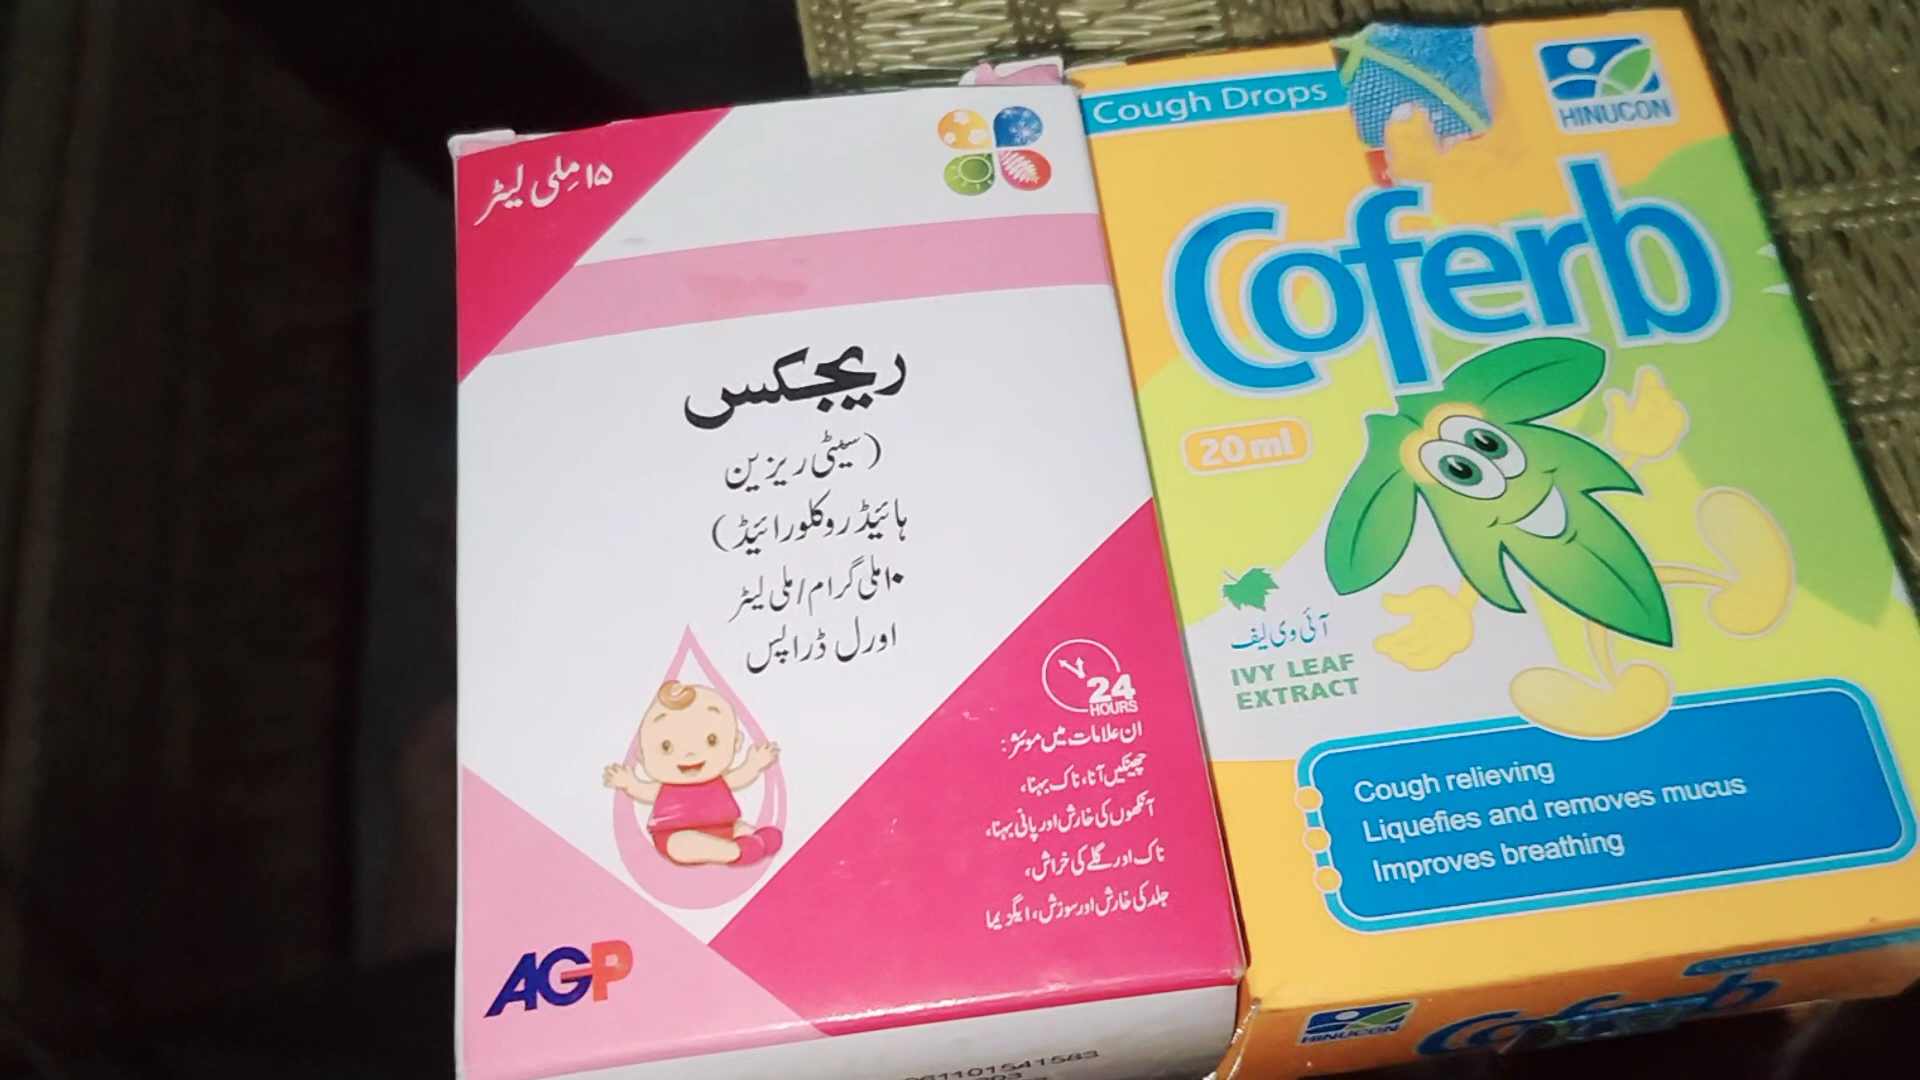 ۱۵ مِلی لیٹر
ریجکس
(سیٹی ریزین
ہائیڈروکلورائیڈ)
۱۰ ملی گرام/ملی لیٹر
اورل ڈراپس
24
HOURS
ان علامات میں موثر:
چھینکیں آنا، ناک بہنا،
آنکھوں کی خارش اور پانی بہنا،
ناک اور گلے کی خراش،
جلد کی خارش اور سوزش، ایگزیما
AGP
Cough Drops
HINUCON
Coferb
20 ml
آئی وی لیف
IVY LEAF
EXTRACT
Cough relieving
Liquefies and removes mucus
Improves breathing
HINUCON
Coferb